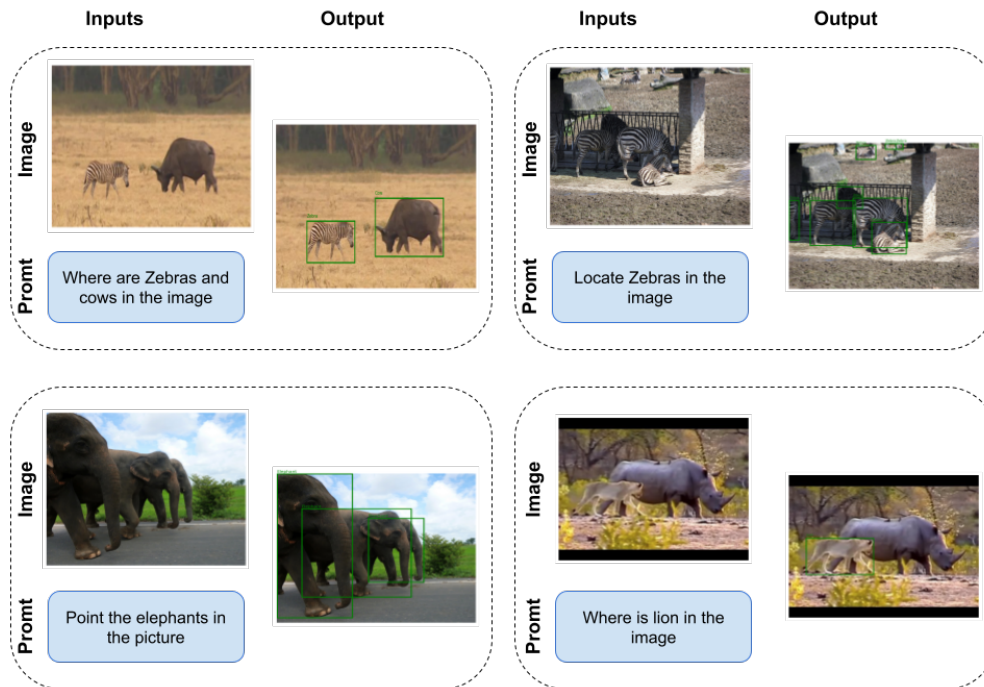 Inputs
Output
Inputs
Output
Image
Promt
Where are Zebras and
cows in the image
Image
Promt
Locate Zebras in the
image
Image
Promt
Point the elephants in
the picture
Image
Promt
Where is lion in the
image